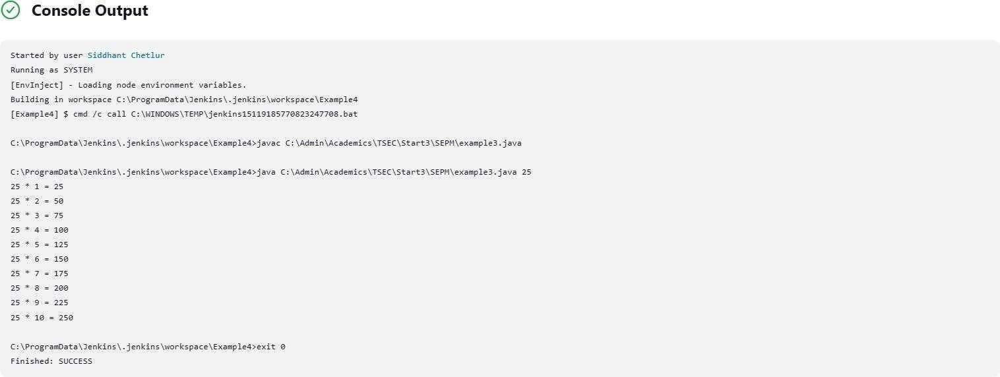 Console Output
Started by user Siddhant Chetlur
Running as SYSTEM
[EnvInject] - Loading node environment variables.
Building in workspace C:\ProgramData\Jenkins\.jenkins\workspace\Example4
[Example4] $ cmd /c call C:\WINDOWS\TEMP\jenkins15119185770823247708.bat
C:\ProgramData\Jenkins\.jenkins\workspace\Example4>javac C:\Admin\Academics\TSEC\Start3\SEPM\example3.java
C:\ProgramData\Jenkins\.jenkins\workspace\Example4>java C:\Admin\Academics\TSEC\Start3\SEPM\example3.java 25
25 * 1 = 25
25 * 2 = 50
25 * 3 = 75
25 * 4 = 100
25 * 5 = 125
25 * 6 = 150
25 * 7 = 175
25 * 8 = 200
25 * 9 = 225
25 * 10 = 250
C:\ProgramData\Jenkins\.jenkins\workspace\Example4>exit 0
Finished: SUCCESS